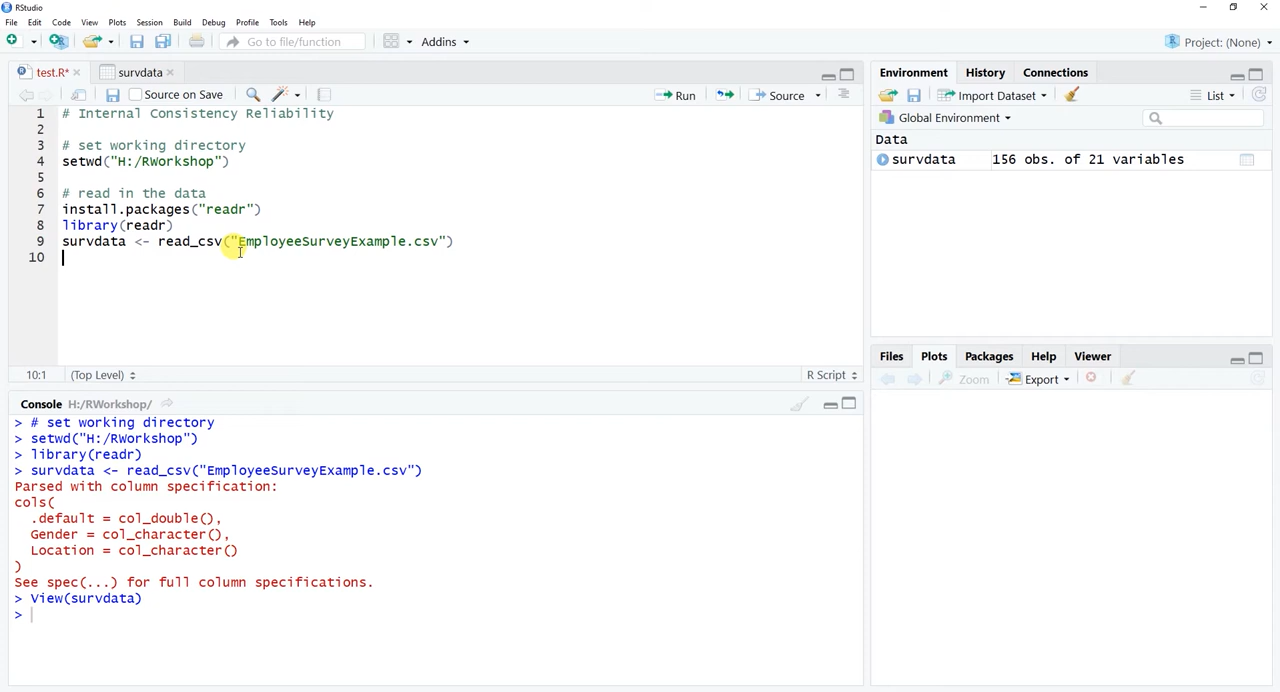 RStudio
File Edit Code View Plots Session Build Debug Profile Tools Help
Go to file/function Addins Project: (None)
test.R* survdata
Source on Save Run Source
1 # Internal Consistency Reliability
2
3 # set working directory
4 setwd("H:/RWorkshop")
5
6 # read in the data
7 install.packages("readr")
8 library(readr)
9 survdata <- read_csv("EmployeeSurveyExample.csv")
10
10:1 (Top Level) R Script
Console H:/RWorkshop/
> # set working directory
> setwd("H:/RWorkshop")
> library(readr)
> survdata <- read_csv("EmployeeSurveyExample.csv")
Parsed with column specification:
cols(
.default = col_double(),
Gender = col_character(),
Location = col_character()
)
See spec(...) for full column specifications.
> View(survdata)
>
Environment History Connections
Import Dataset List
Global Environment
Data
survdata 156 obs. of 21 variables
Files Plots Packages Help Viewer
Zoom Export